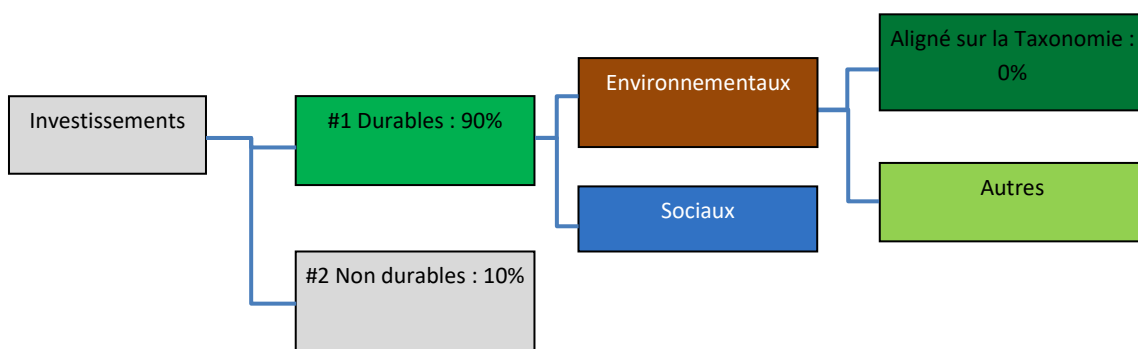 Investissements
#1 Durables : 90%
#2 Non durables : 10%
Environnementaux
Sociaux
Aligné sur la Taxonomie :
0%
Autres